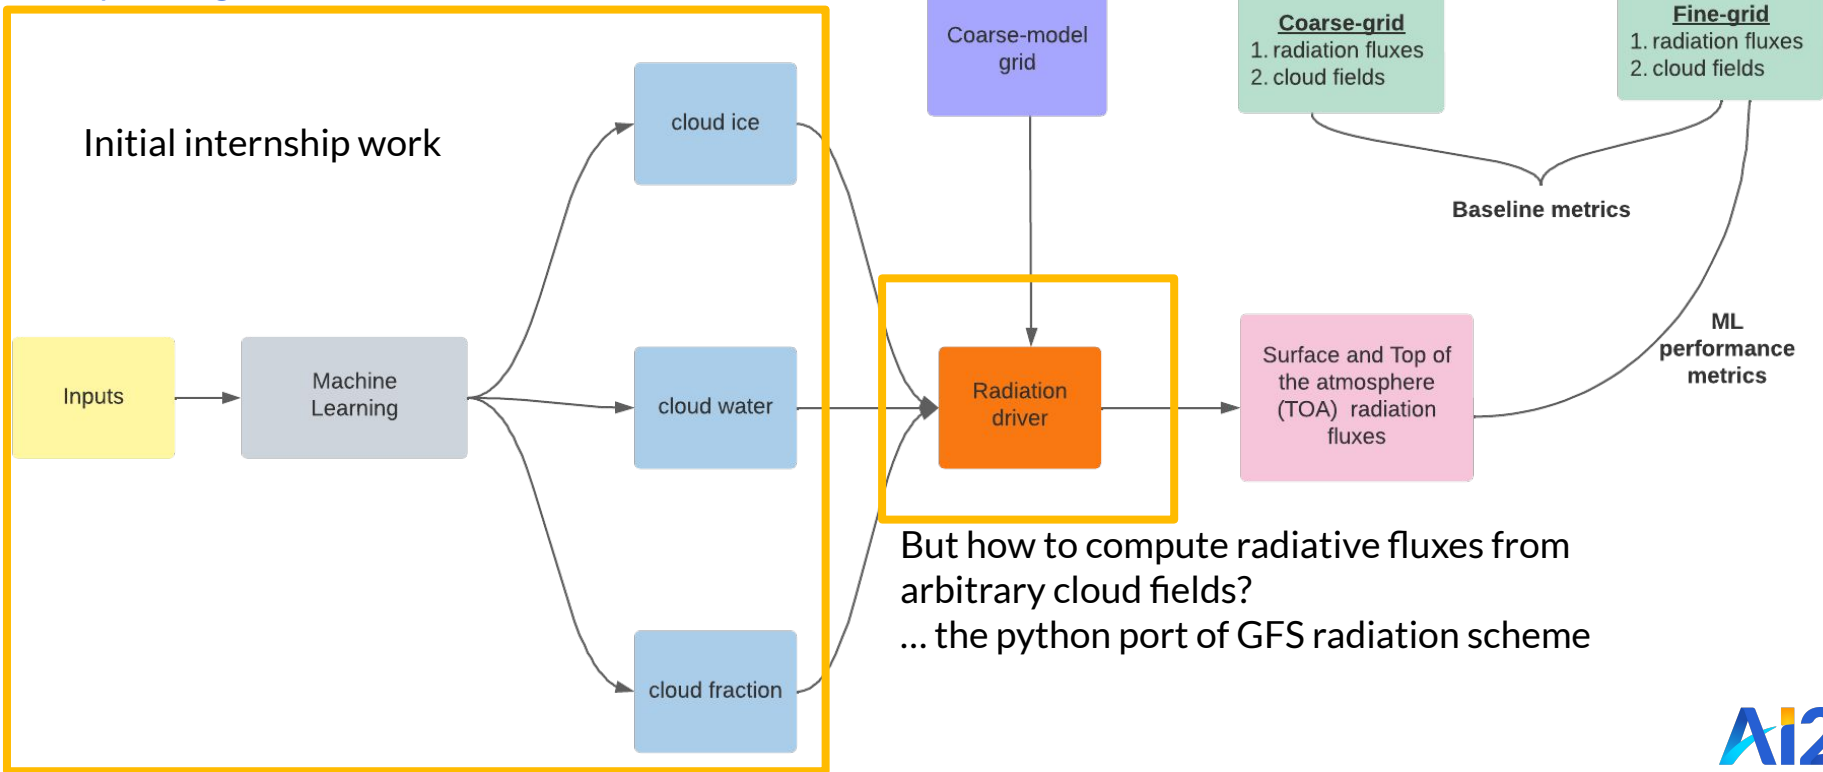 Initial internship work
Inputs
Machine
Learning
cloud ice
cloud water
cloud fraction
Coarse-model
grid
Radiation
driver
Coarse-grid
1. radiation fluxes
2. cloud fields
Fine-grid
1. radiation fluxes
2. cloud fields
Baseline metrics
Surface and Top of
the atmosphere
(TOA) radiation
fluxes
ML
performance
metrics
But how to compute radiative fluxes from
arbitrary cloud fields?
... the python port of GFS radiation scheme
Ai2